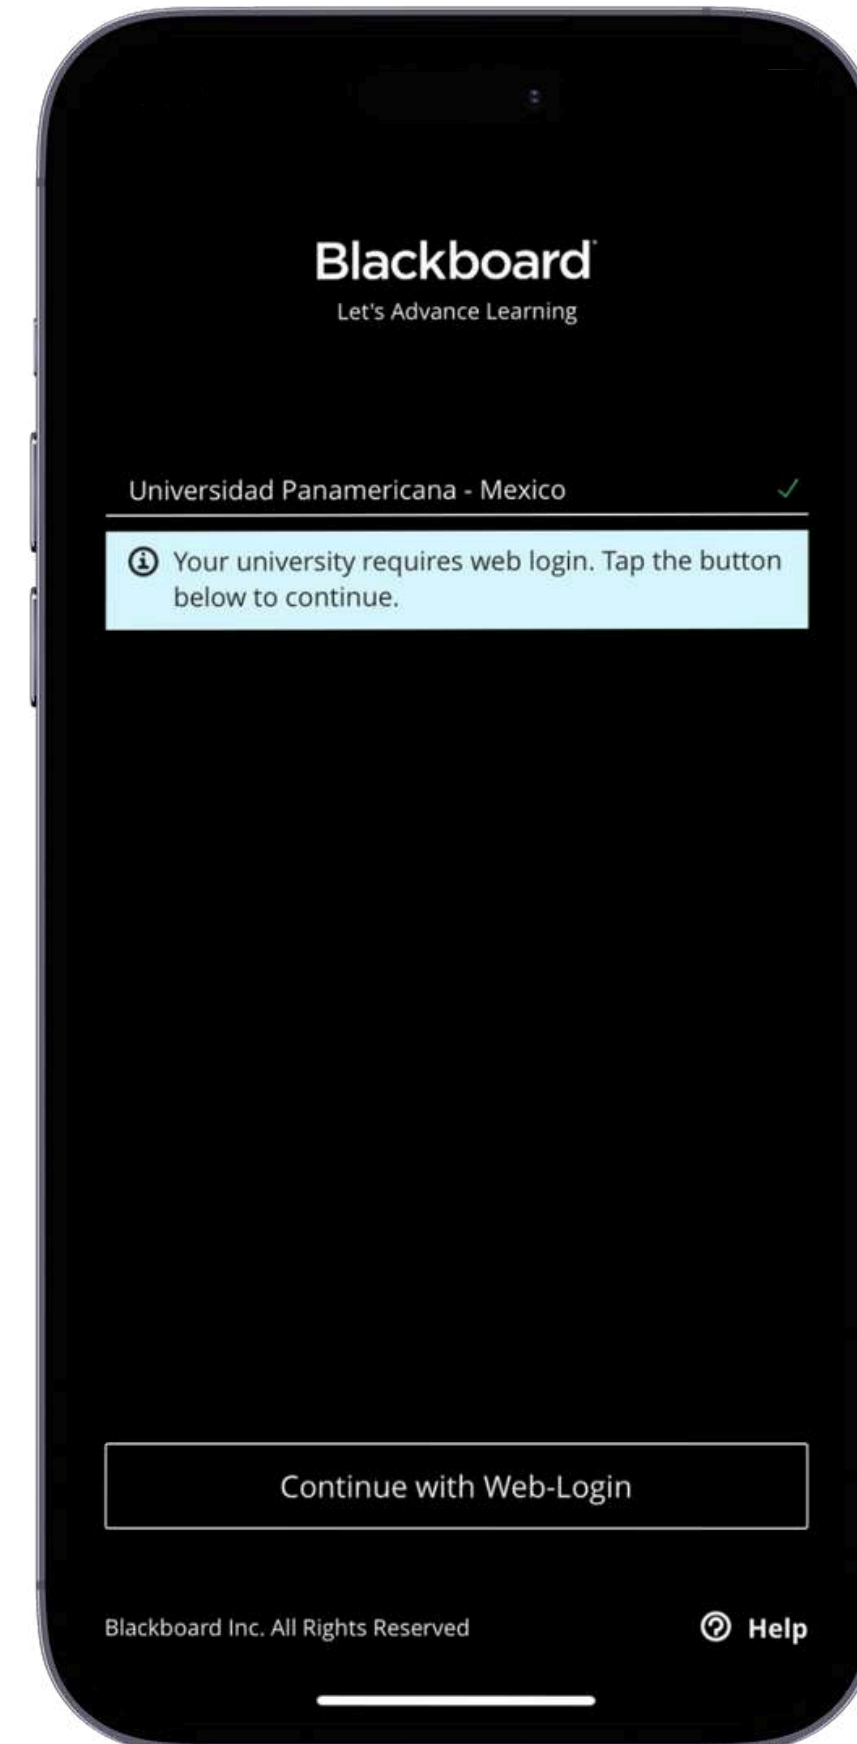 Blackboard
Let's Advance Learning
Universidad Panamericana - Mexico
Your university requires web login. Tap the button
below to continue.
Continue with Web-Login
Blackboard Inc. All Rights Reserved
Help